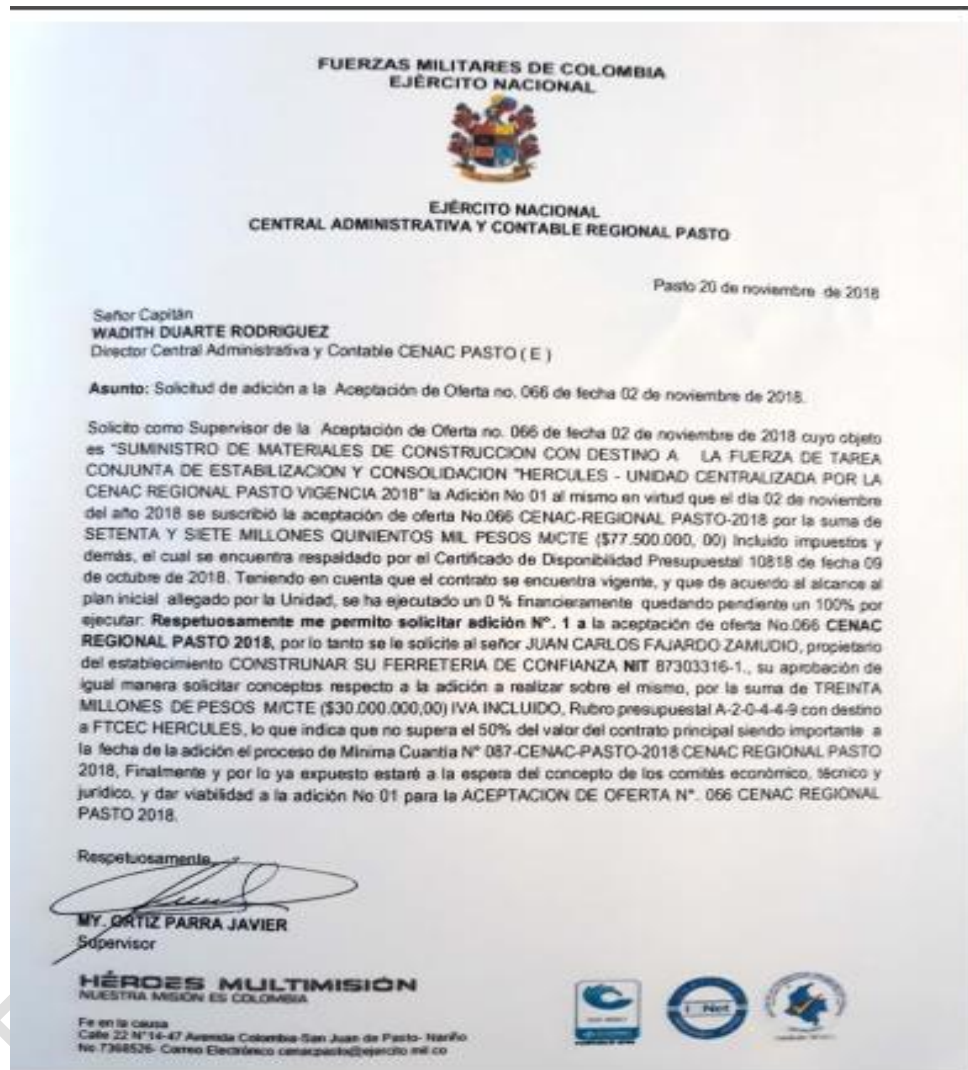 FUERZAS MILITARES DE COLOMBIA
EJÉRCITO NACIONAL
EJÉRCITO NACIONAL
CENTRAL ADMINISTRATIVA Y CONTABLE REGIONAL PASTO
Pasto 20 de noviembre de 2018
Señor Capitán
WADITH DUARTE RODRIGUEZ
Director Central Administrativa y Contable CENAC PASTO ( E )
Asunto: Solicitud de adición a la Aceptación de Oferta no. 066 de fecha 02 de noviembre de 2018.
Solicito como Supervisor de la Aceptación de Oferta no. 066 de fecha 02 de noviembre de 2018 cuyo objeto
es "SUMINISTRO DE MATERIALES DE CONSTRUCCION CON DESTINO A LA FUERZA DE TAREA
CONJUNTA DE ESTABILIZACION Y CONSOLIDACION "HERCULES - UNIDAD CENTRALIZADA POR LA
CENAC REGIONAL PASTO VIGENCIA 2018" la Adición No 01 al mismo en virtud que el día 02 de noviembre
del año 2018 se suscribió la aceptación de oferta No.066 CENAC-REGIONAL PASTO-2018 por la suma de
SETENTA Y SIETE MILLONES QUINIENTOS MIL PESOS M/CTE ($77.500.000, 00) Incluido impuestos y
demás, el cual se encuentra respaldado por el Certificado de Disponibilidad Presupuestal 10818 de fecha 09
de octubre de 2018. Teniendo en cuenta que el contrato se encuentra vigente, y que de acuerdo al alcance al
plan inicial allegado por la Unidad, se ha ejecutado un 0 % financieramente quedando pendiente un 100% por
ejecutar: Respetuosamente me permito solicitar adición N°. 1 a la aceptación de oferta No.066 CENAC
REGIONAL PASTO 2018, por lo tanto se le solicite al señor JUAN CARLOS FAJARDO ZAMUDIO, propietario
del establecimiento CONSTRUNAR SU FERRETERIA DE CONFIANZA NIT 87303316-1., su aprobación de
igual manera solicitar conceptos respecto a la adición a realizar sobre el mismo, por la suma de TREINTA
MILLONES DE PESOS M/CTE ($30.000.000,00) IVA INCLUIDO, Rubro presupuestal A-2-0-4-4-9 con destino
a FTCEC HERCULES, lo que indica que no supera el 50% del valor del contrato principal siendo importante a
la fecha de la adición el proceso de Mínima Cuantía N° 087-CENAC-PASTO-2018 CENAC REGIONAL PASTO
2018, Finalmente y por lo ya expuesto estaré a la espera del concepto de los comités económico, técnico y
jurídico, y dar viabilidad a la adición No 01 para la ACEPTACION DE OFERTA N°. 066 CENAC REGIONAL
PASTO 2018.
Respetuosamente,
MY. ORTIZ PARRA JAVIER
Supervisor
HÉROES MULTIMISIÓN
NUESTRA MISIÓN ES COLOMBIA
Fe en la causa
Calle 22 N°14-47 Avenida Colombia-San Juan de Pasto- Nariño
No.7368526- Correo Electrónico cenacpasto@ejercito.mil.co
I Net